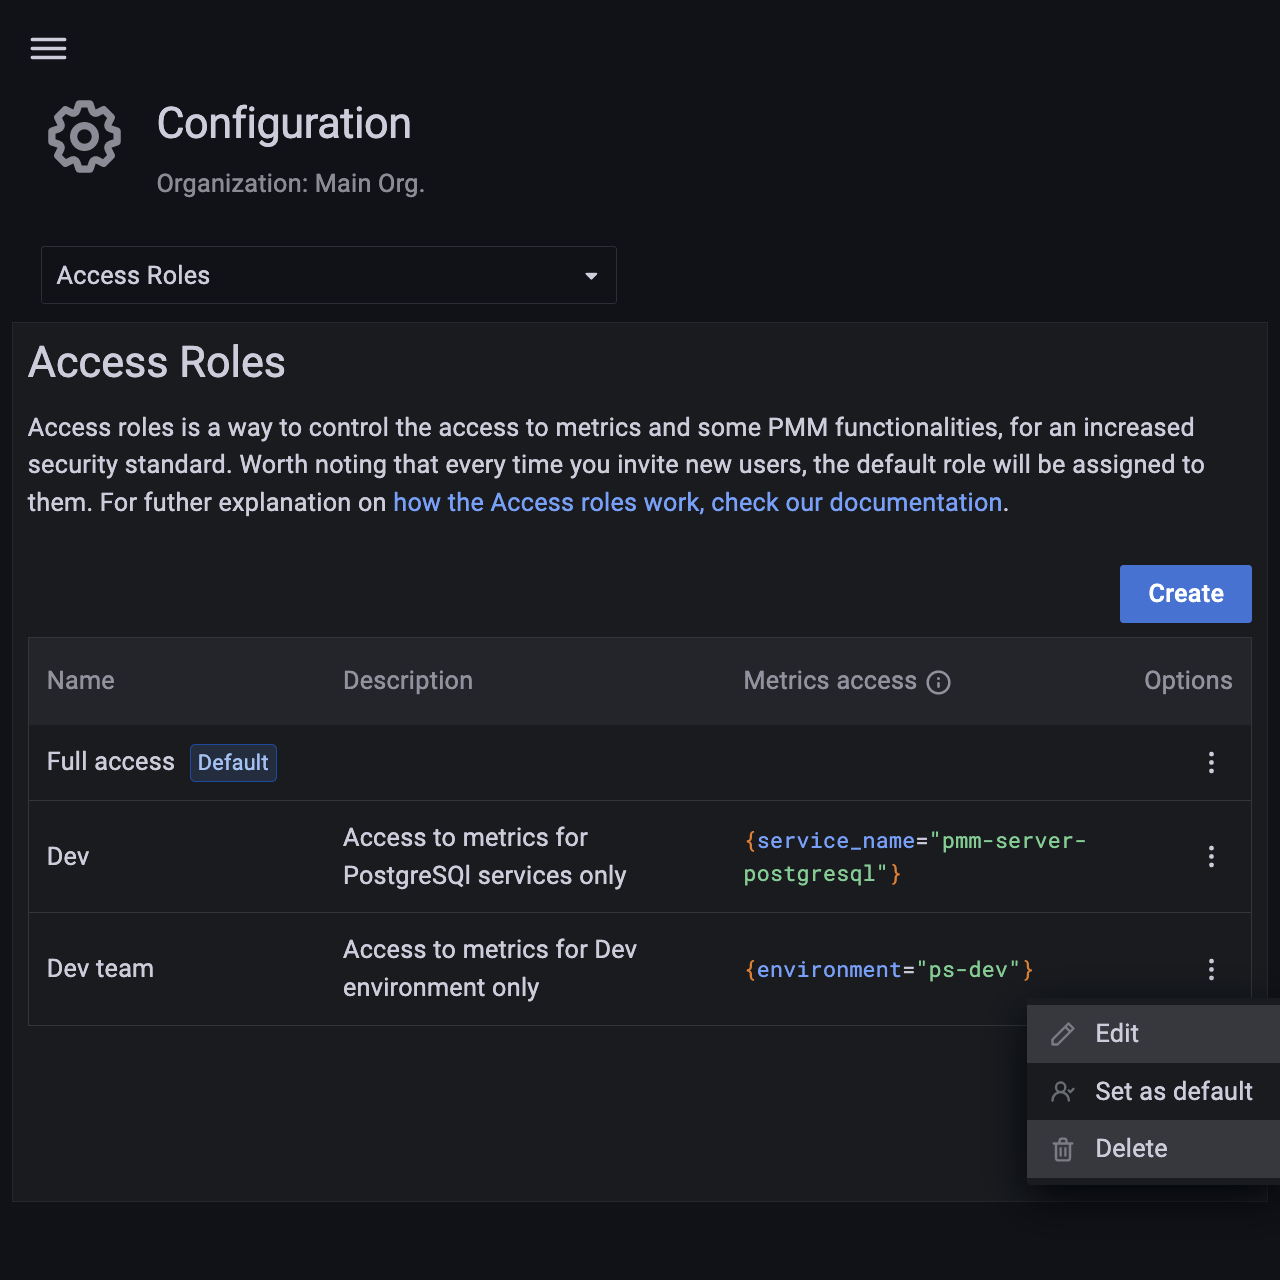 Configuration
Organization: Main Org.
Access Roles
Access Roles
Access roles is a way to control the access to metrics and some PMM functionalities, for an increased
security standard. Worth noting that every time you invite new users, the default role will be assigned to
them. For futher explanation on how the Access roles work, check our documentation.
Create
Name Description Metrics access Options
Full access Default
Dev
Access to metrics for
PostgreSQl services only
{service_name="pmm-server-
postgresql"}
Dev team
Access to metrics for Dev
environment only
{environment="ps-dev"}
Edit
Set as default
Delete